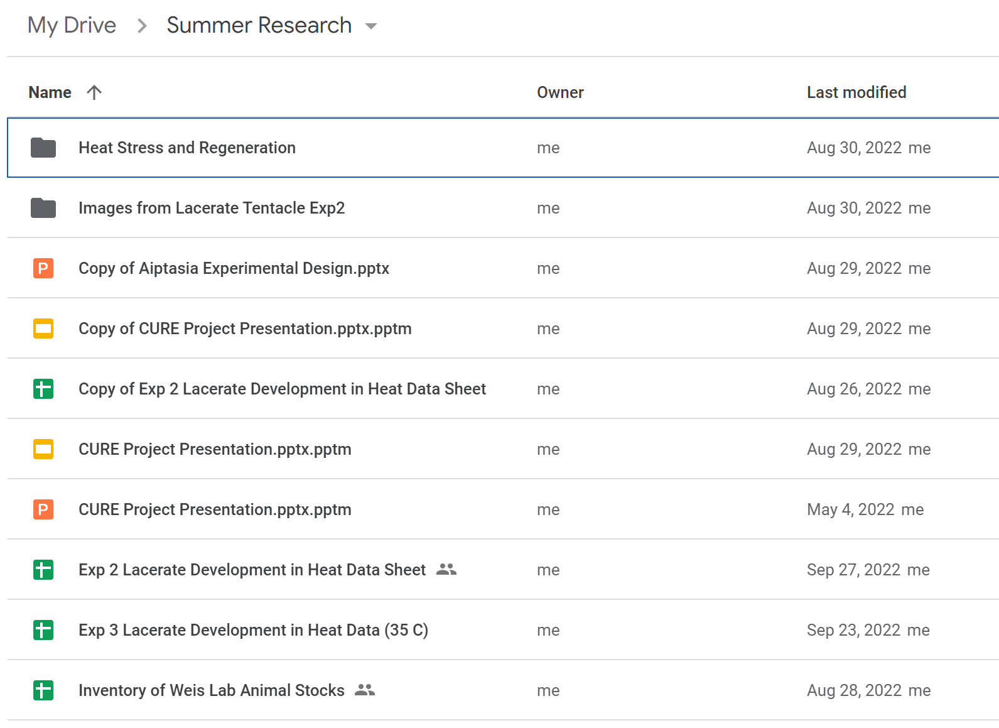 My Drive > Summer Research
Name Owner Last modified
Heat Stress and Regeneration me Aug 30, 2022 me
Images from Lacerate Tentacle Exp2 me Aug 30, 2022 me
P Copy of Aiptasia Experimental Design.pptx me Aug 29, 2022 me
Copy of CURE Project Presentation.pptx.pptm me Aug 29, 2022 me
Copy of Exp 2 Lacerate Development in Heat Data Sheet me Aug 26, 2022 me
CURE Project Presentation.pptx.pptm me Aug 29, 2022 me
P CURE Project Presentation.pptx.pptm me May 4, 2022 me
Exp 2 Lacerate Development in Heat Data Sheet me Sep 27, 2022 me
Exp 3 Lacerate Development in Heat Data (35 C) me Sep 23, 2022 me
Inventory of Weis Lab Animal Stocks me Aug 28, 2022 me